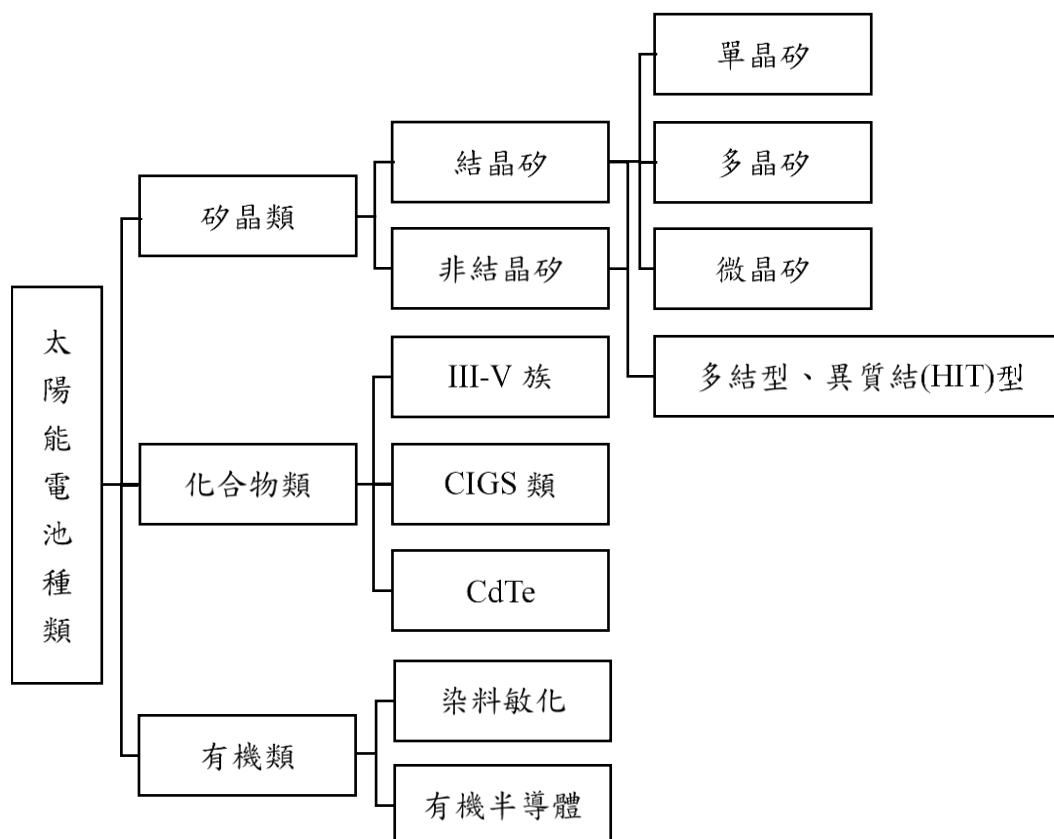 太陽能電池種類
矽晶類
結晶矽
單晶矽
多晶矽
微晶矽
非結晶矽
多結型、異質結(HIT)型
化合物類
III-V 族
CIGS 類
CdTe
有機類
染料敏化
有機半導體